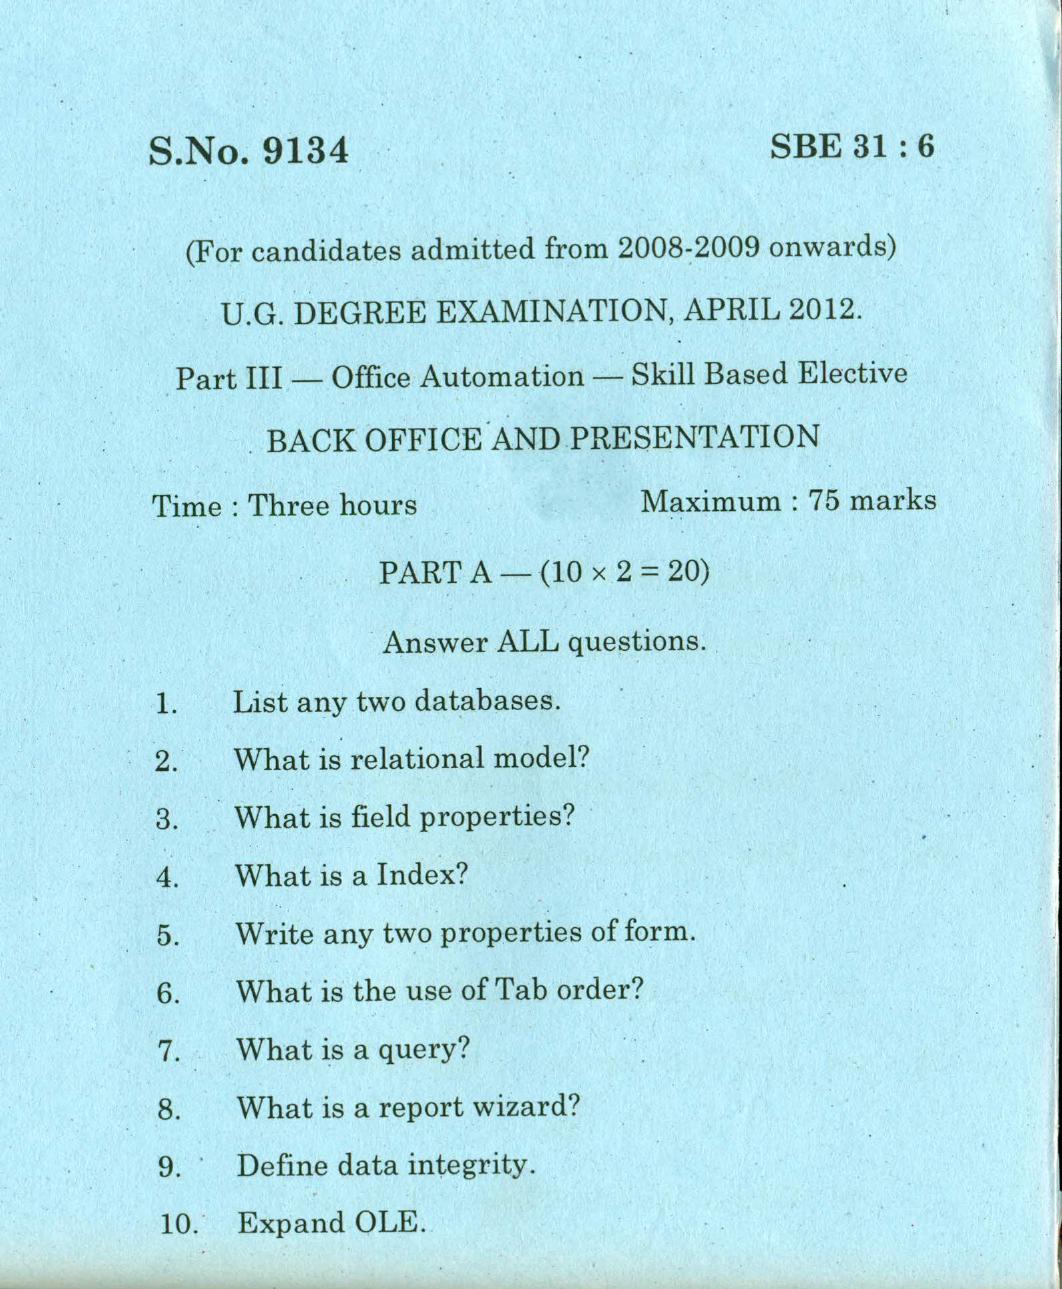 S.No. 9134 SBE 31 : 6
(For candidates admitted from 2008-2009 onwards)
U.G. DEGREE EXAMINATION, APRIL 2012.
Part III — Office Automation — Skill Based Elective
BACK OFFICE AND PRESENTATION
Time : Three hours Maximum : 75 marks
PART A — (10 × 2 = 20)
Answer ALL questions.
1. List any two databases.
2. What is relational model?
3. What is field properties?
4. What is a Index?
5. Write any two properties of form.
6. What is the use of Tab order?
7. What is a query?
8. What is a report wizard?
9. Define data integrity.
10. Expand OLE.